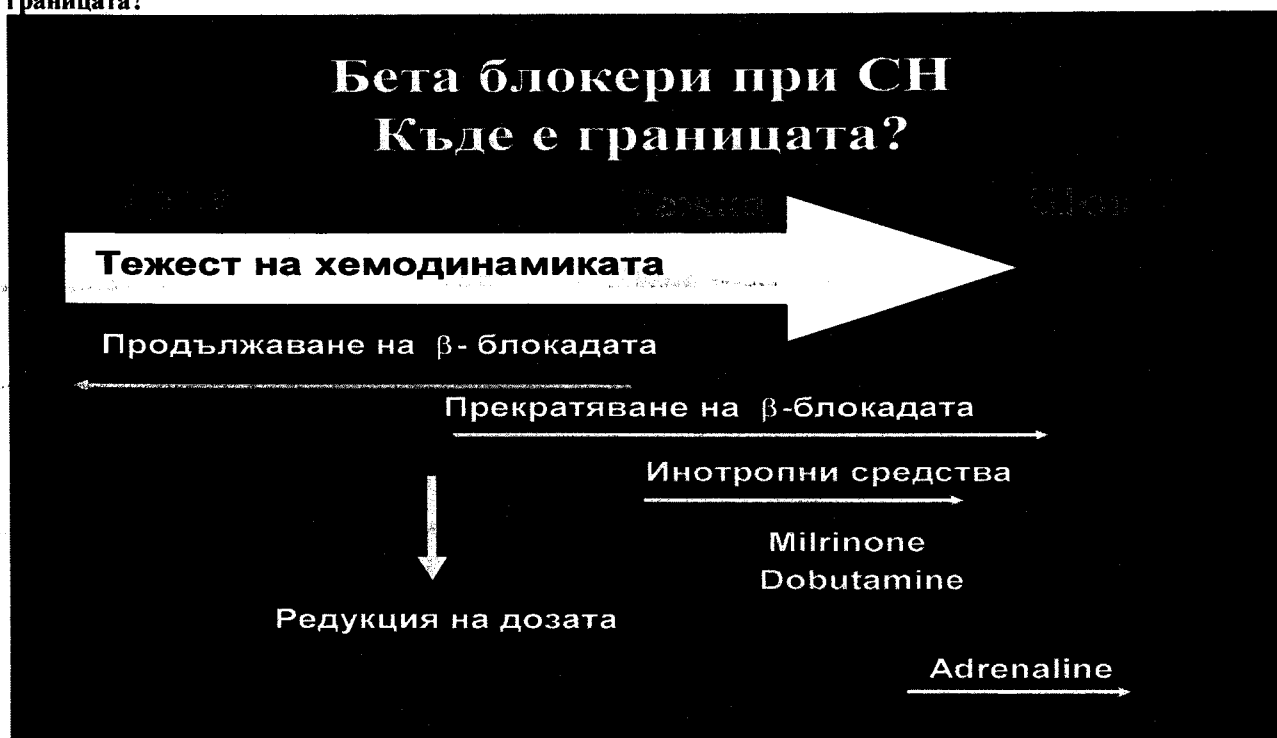 границата?
Бета блокери при СН
Къде е границата?
Тежест на хемодинамиката
Продължаване на β- блокадата
Прекратяване на β-блокадата
Инотропни средства
Milrinone
Dobutamine
Редукция на дозата
Adrenaline